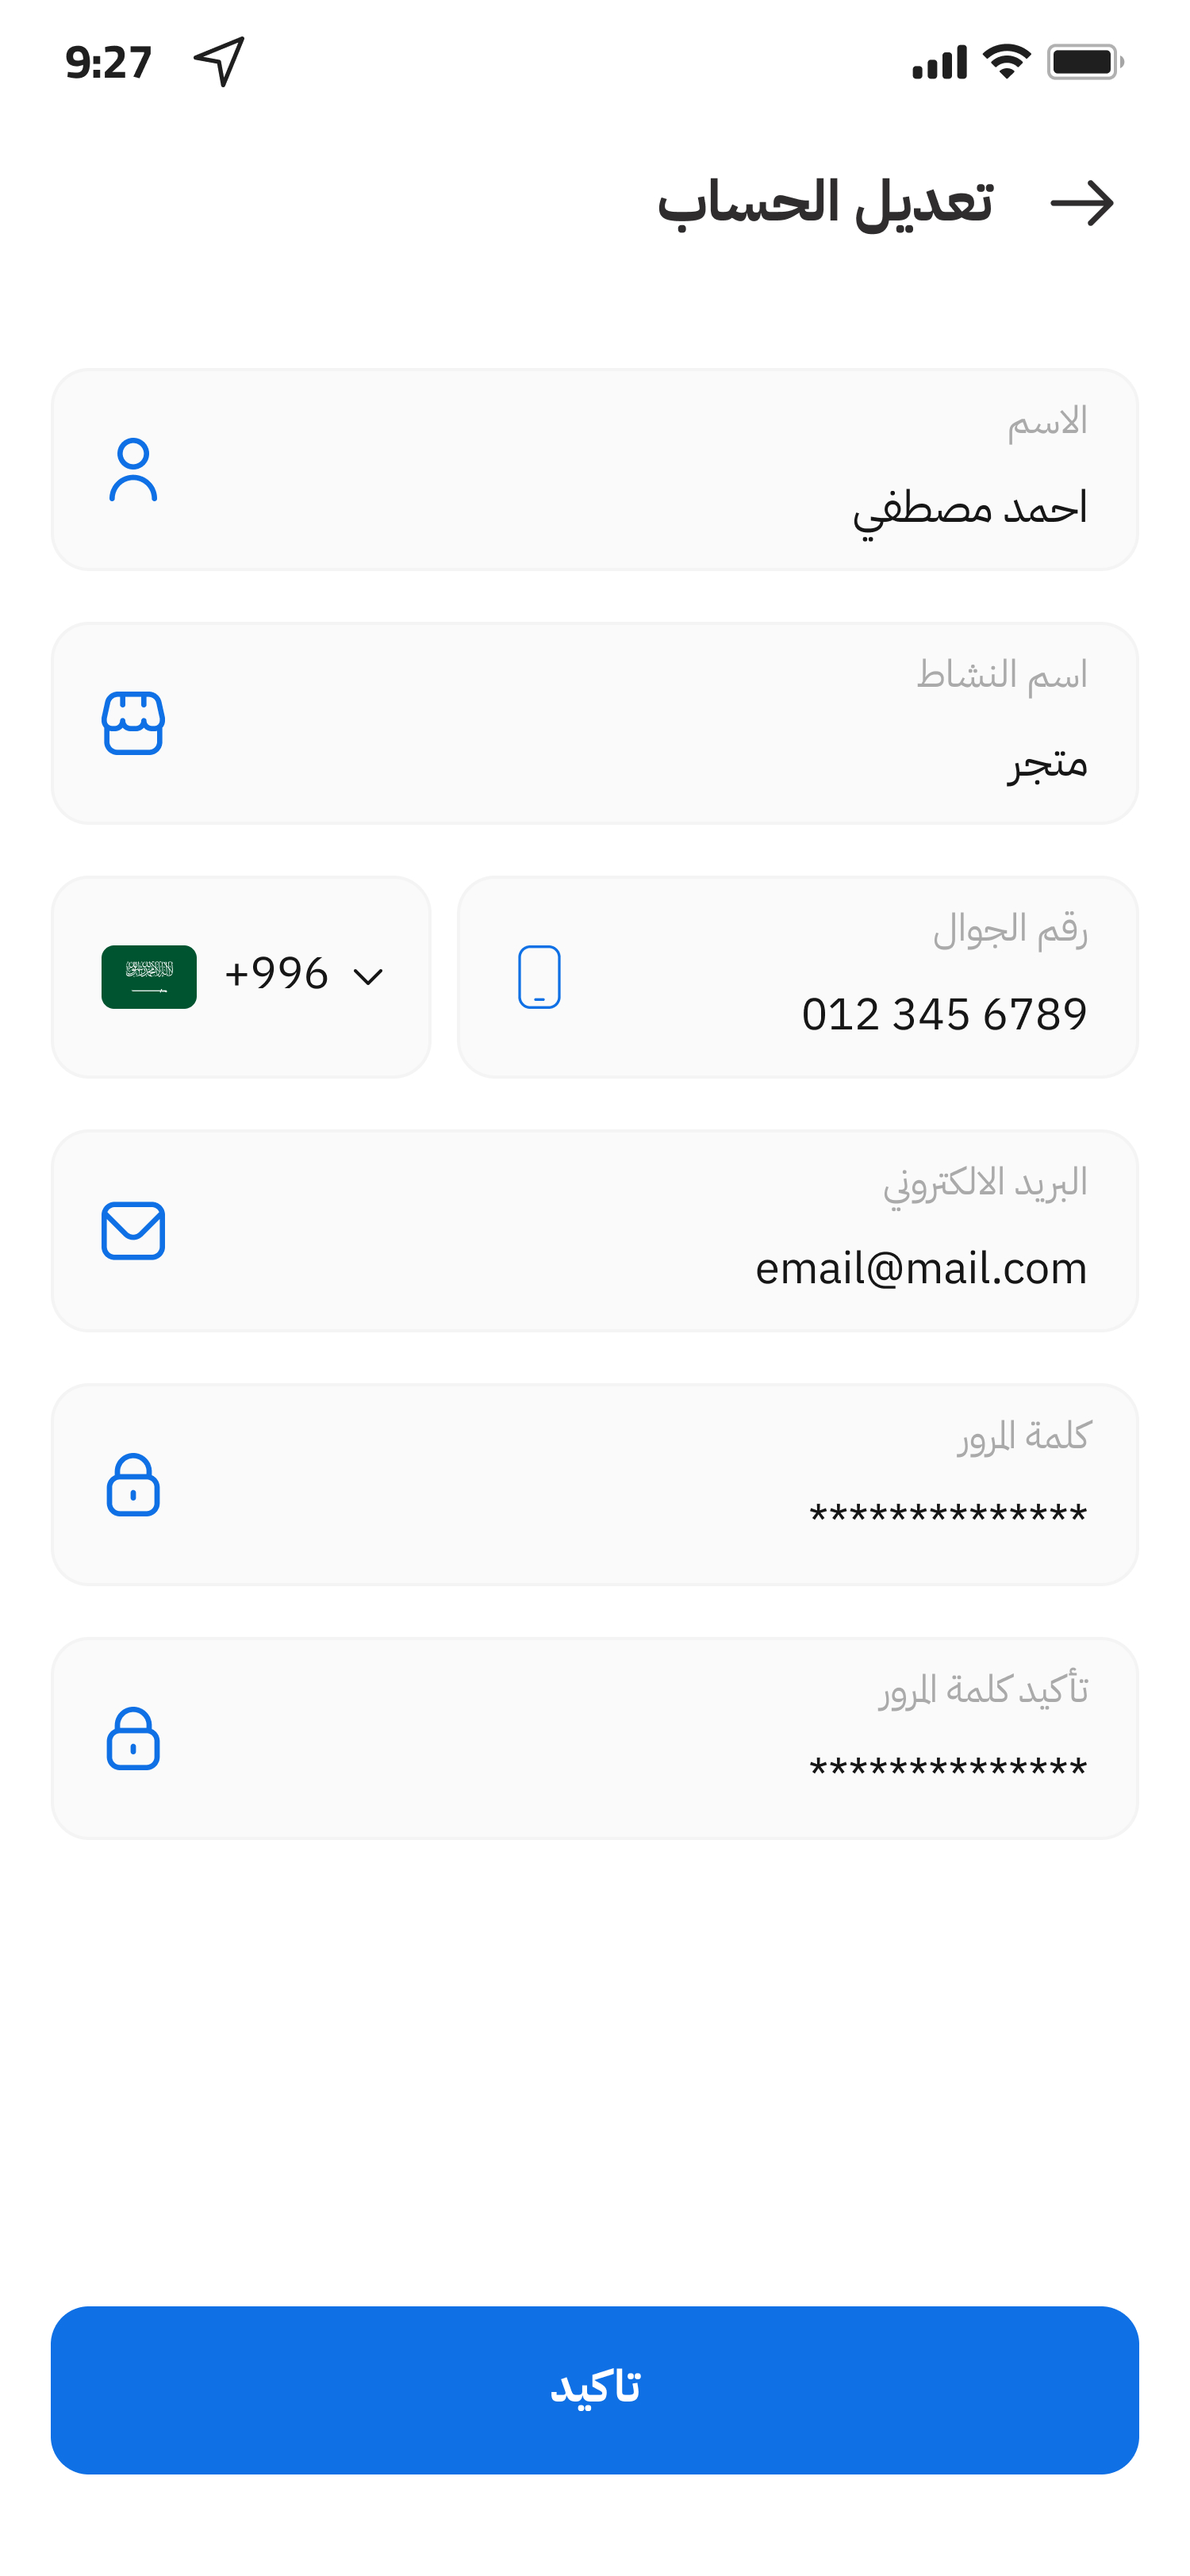 9:27
تعديل الحساب
الاسم
احمد مصطفي
اسم النشاط
متجر
رقم الجوال
012 345 6789
+996
البريد الالكتروني
email@mail.com
كلمة المرور
**************
تأكيد كلمة المرور
**************
تاكيد